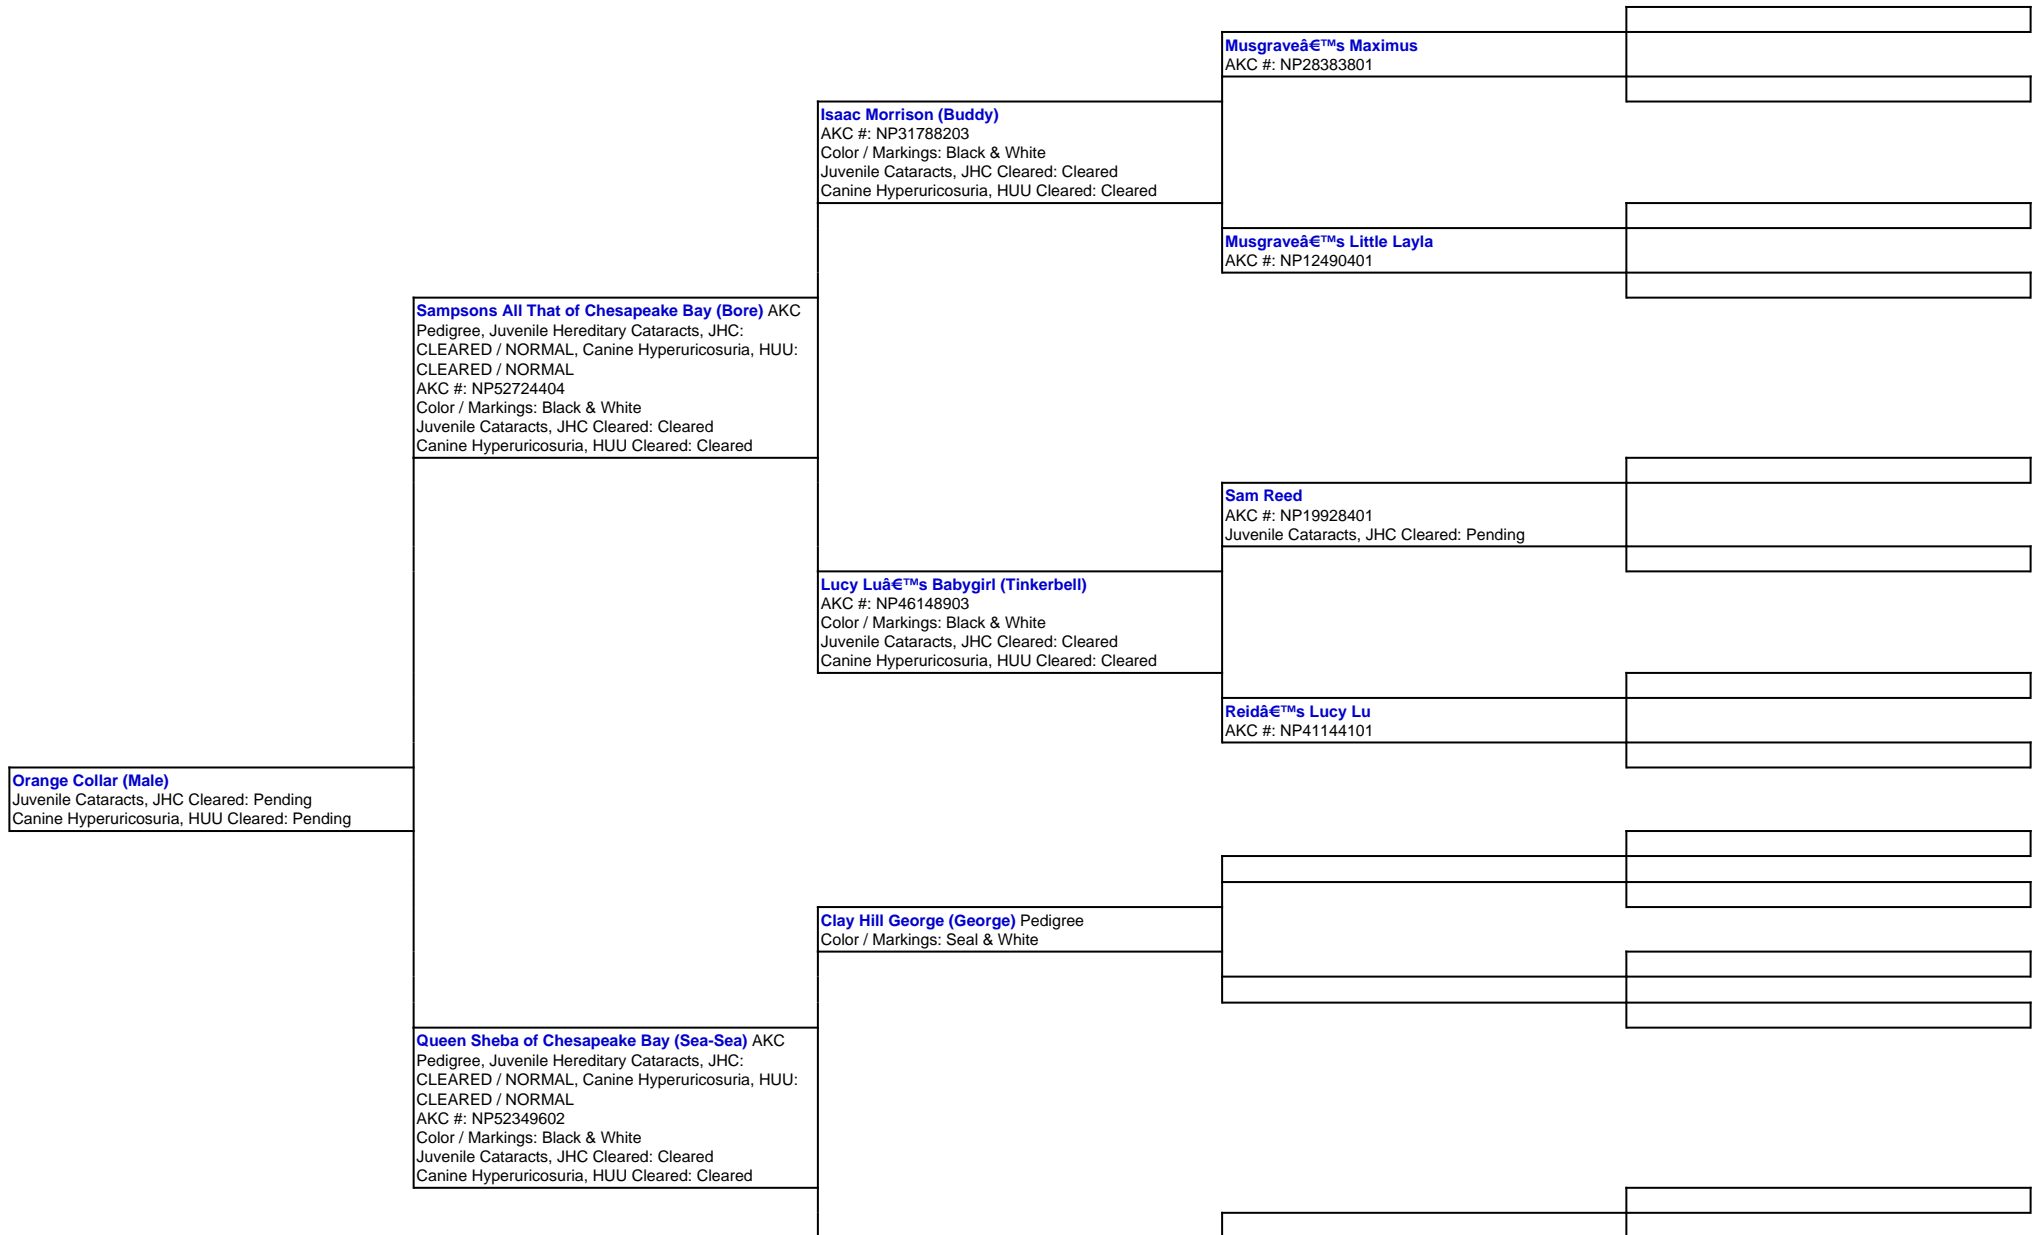 Musgraveâ€™s Maximus
AKC #: NP28383801
Isaac Morrison (Buddy)
AKC #: NP31788203
Color / Markings: Black & White
Juvenile Cataracts, JHC Cleared: Cleared
Canine Hyperuricosuria, HUU Cleared: Cleared
Musgraveâ€™s Little Layla
AKC #: NP12490401
Sampsons All That of Chesapeake Bay (Bore) AKC
Pedigree, Juvenile Hereditary Cataracts, JHC:
CLEARED / NORMAL, Canine Hyperuricosuria, HUU:
CLEARED / NORMAL
AKC #: NP52724404
Color / Markings: Black & White
Juvenile Cataracts, JHC Cleared: Cleared
Canine Hyperuricosuria, HUU Cleared: Cleared
Sam Reed
AKC #: NP19928401
Juvenile Cataracts, JHC Cleared: Pending
Lucy Luâ€™s Babygirl (Tinkerbell)
AKC #: NP46148903
Color / Markings: Black & White
Juvenile Cataracts, JHC Cleared: Cleared
Canine Hyperuricosuria, HUU Cleared: Cleared
Reidâ€™s Lucy Lu
AKC #: NP41144101
Orange Collar (Male)
Juvenile Cataracts, JHC Cleared: Pending
Canine Hyperuricosuria, HUU Cleared: Pending
Clay Hill George (George) Pedigree
Color / Markings: Seal & White
Queen Sheba of Chesapeake Bay (Sea-Sea) AKC
Pedigree, Juvenile Hereditary Cataracts, JHC:
CLEARED / NORMAL, Canine Hyperuricosuria, HUU:
CLEARED / NORMAL
AKC #: NP52349602
Color / Markings: Black & White
Juvenile Cataracts, JHC Cleared: Cleared
Canine Hyperuricosuria, HUU Cleared: Cleared